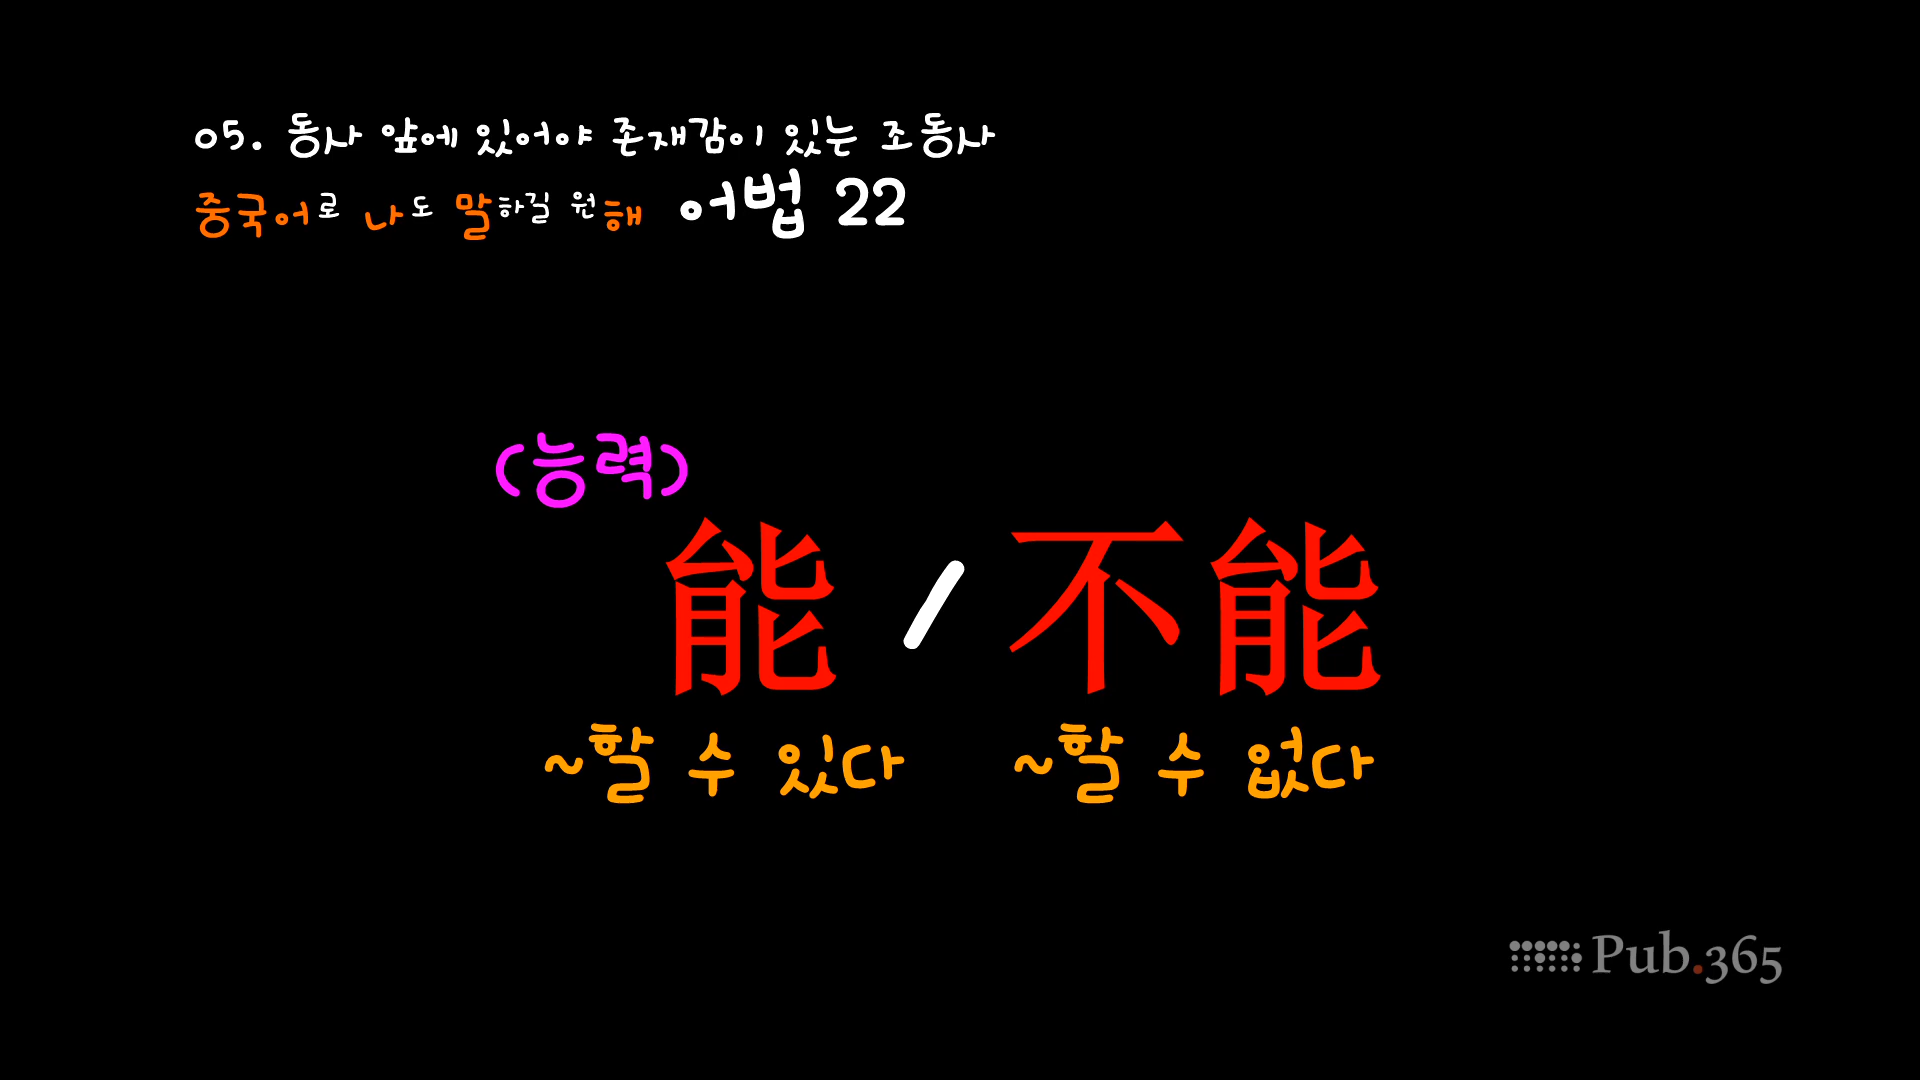 05. 동사 앞에 있어야 존재감이 있는 조동사
중국어로 나도 말하길 원해 어법 22
(능력)
能 / 不能
~할 수 있다 ~할 수 없다
Pub.365